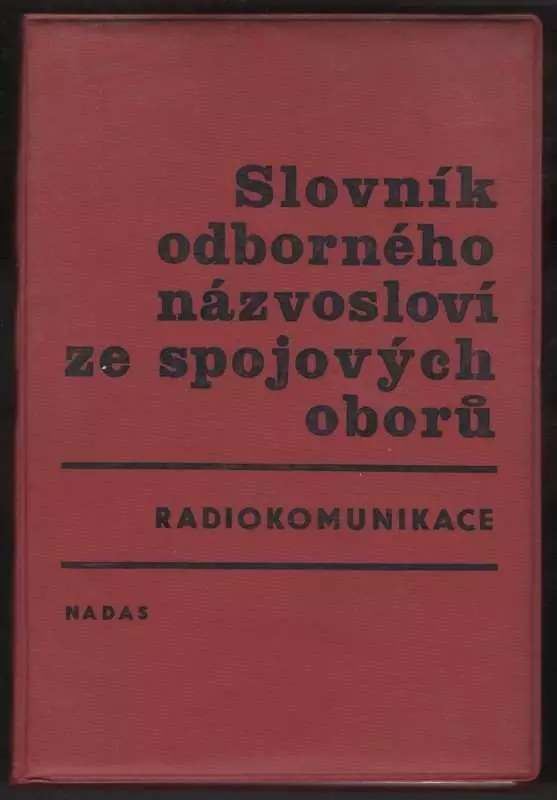 Slovník
odborného
názvosloví
ze spojových
oborů
RADIOKOMUNIKACE
NADAS